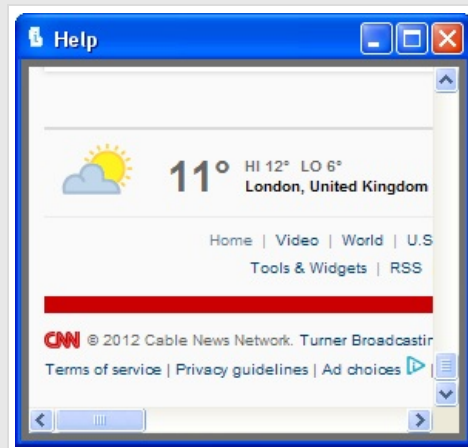 Help
11° HI 12° LO 6°
London, United Kingdom
Home | Video | World | U.S
Tools & Widgets | RSS
CNN © 2012 Cable News Network. Turner Broadcastin
Terms of service | Privacy guidelines | Ad choices |